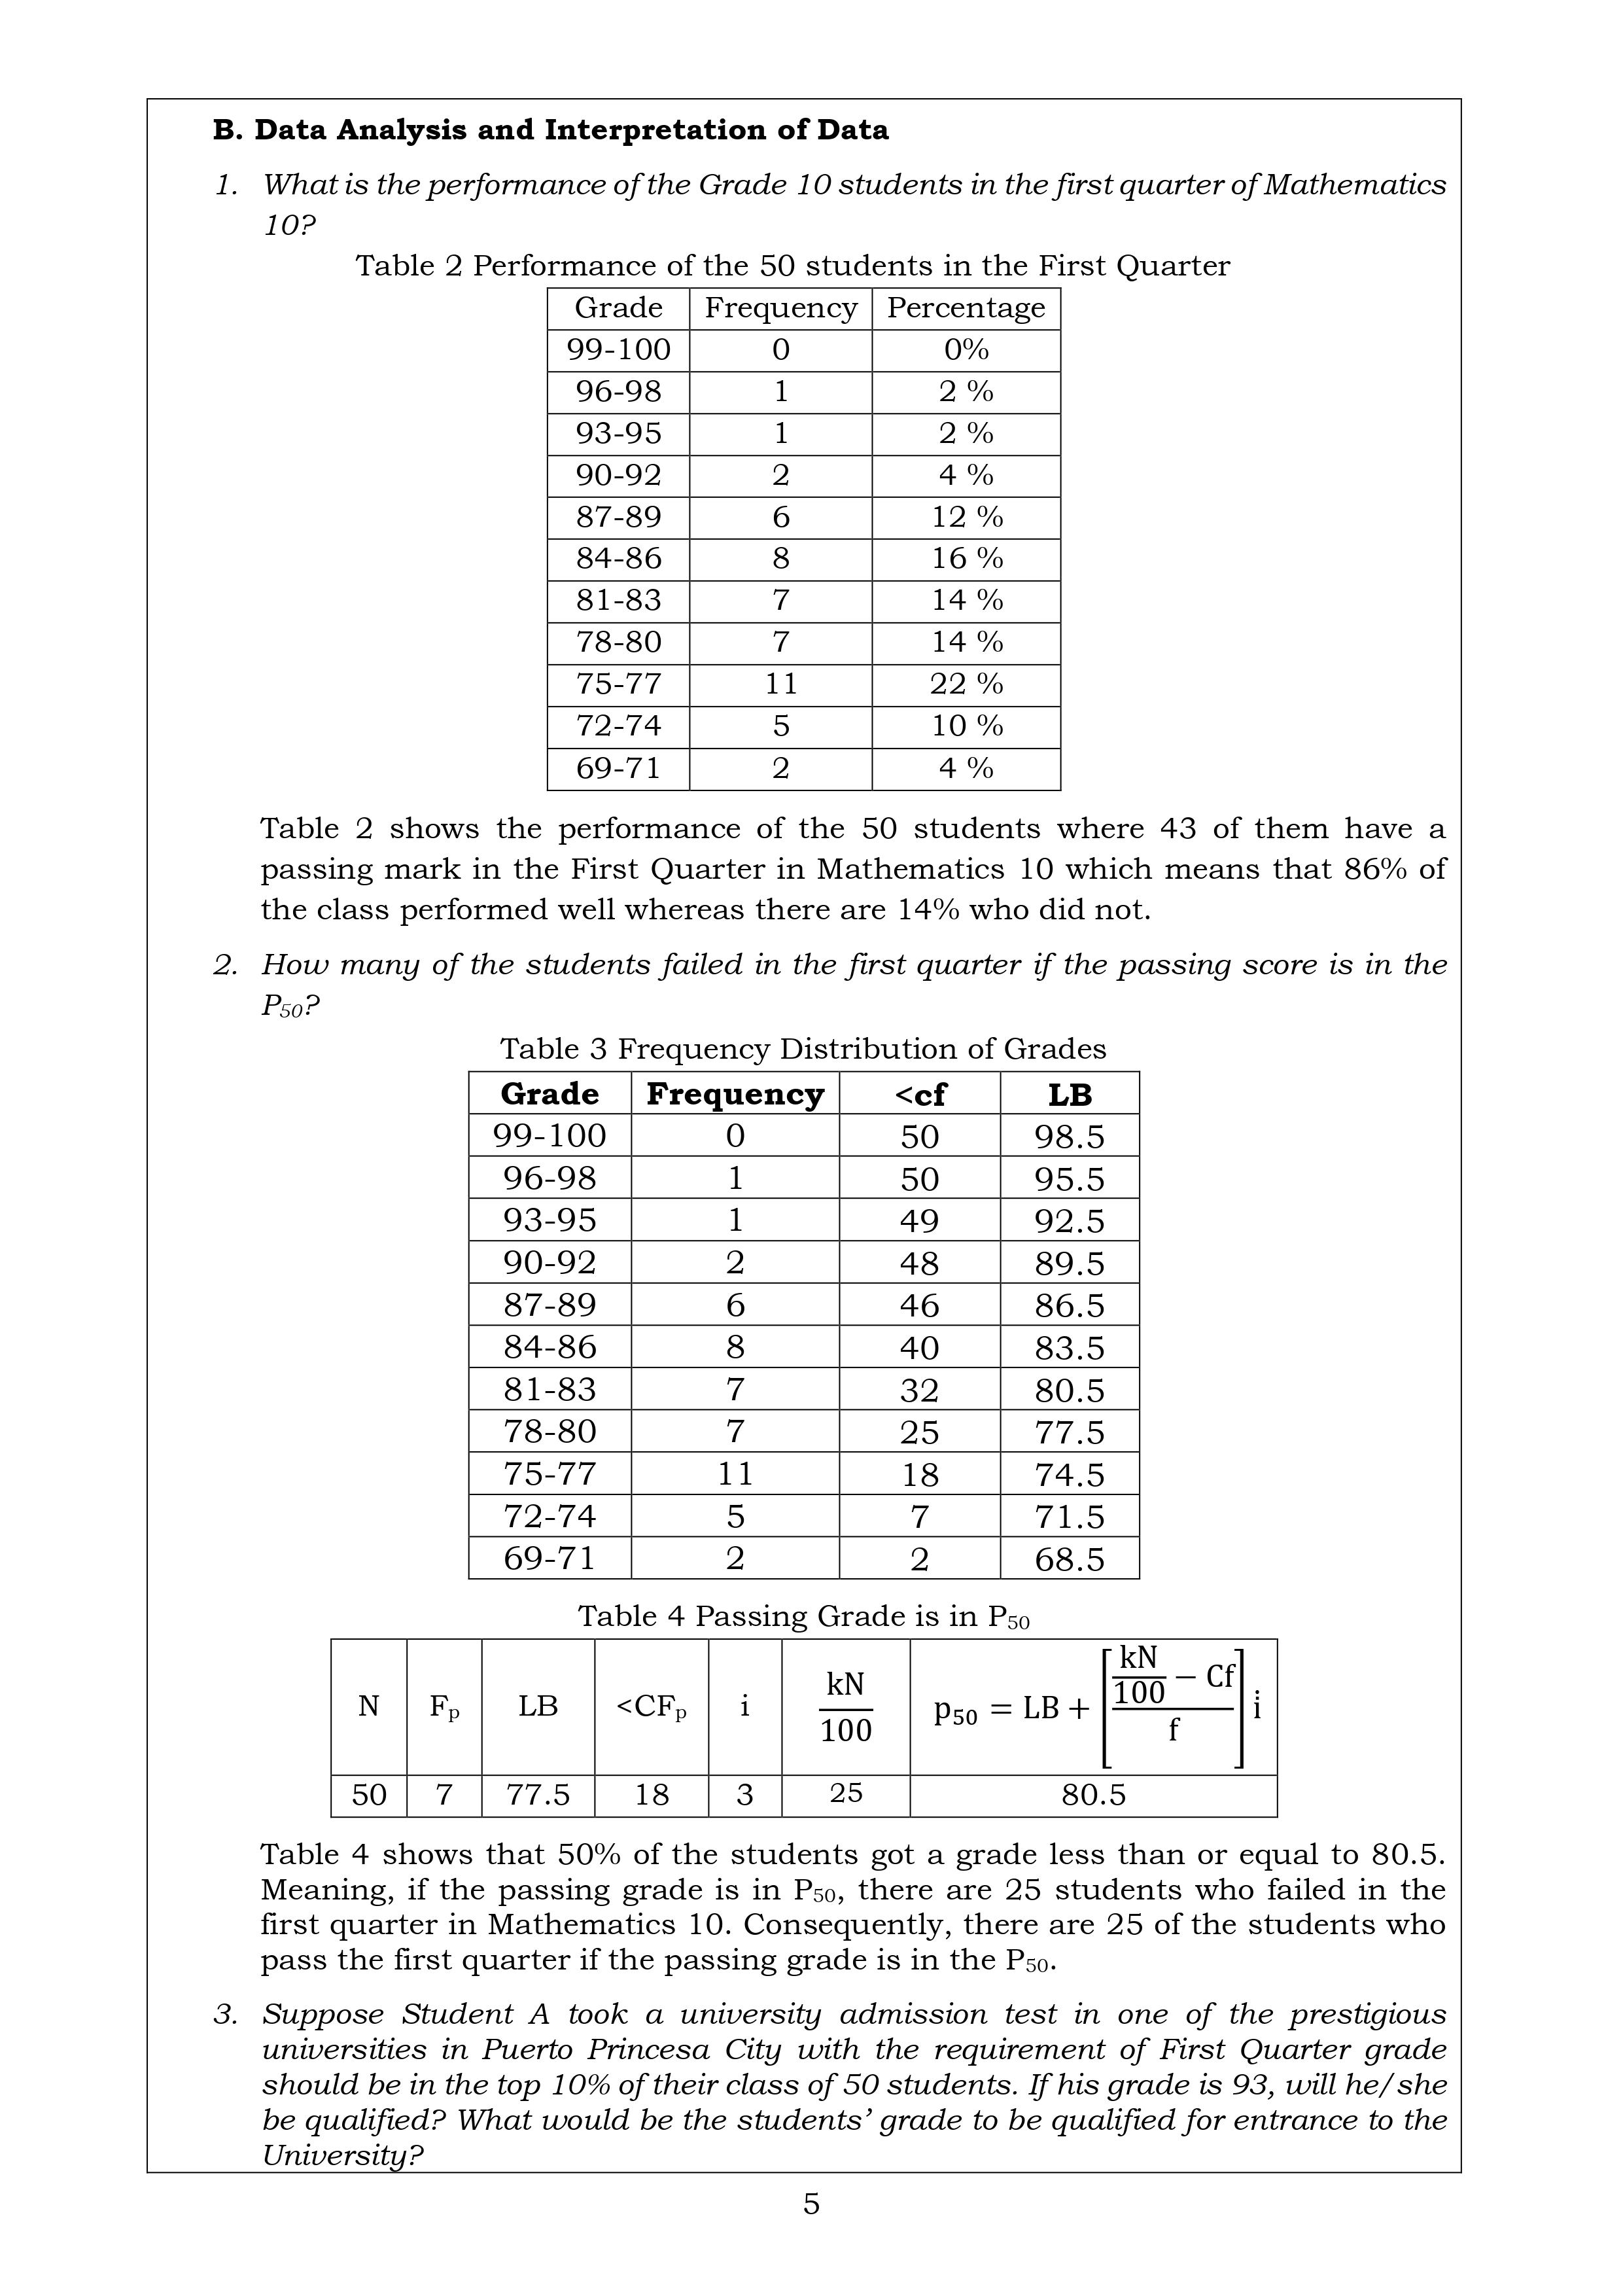 B. Data Analysis and Interpretation of Data
1. What is the performance of the Grade 10 students in the first quarter of Mathematics
10?
Table 2 Performance of the 50 students in the First Quarter
Grade Frequency Percentage
99-100 0 0%
96-98 1 2 %
93-95 1 2 %
90-92 2 4 %
87-89 6 12 %
84-86 8 16 %
81-83 7 14 %
78-80 7 14 %
75-77 11 22 %
72-74 5 10 %
69-71 2 4 %
Table 2 shows the performance of the 50 students where 43 of them have a
passing mark in the First Quarter in Mathematics 10 which means that 86% of
the class performed well whereas there are 14% who did not.
2. How many of the students failed in the first quarter if the passing score is in the
P50?
Table 3 Frequency Distribution of Grades
Grade Frequency <cf LB
99-100 0 50 98.5
96-98 1 50 95.5
93-95 1 49 92.5
90-92 2 48 89.5
87-89 6 46 86.5
84-86 8 40 83.5
81-83 7 32 80.5
78-80 7 25 77.5
75-77 11 18 74.5
72-74 5 7 71.5
69-71 2 2 68.5
Table 4 Passing Grade is in P50
N Fp LB <CFp i kN/100 p50 = LB + [(kN/100 − Cf)/f] i
50 7 77.5 18 3 25 80.5
Table 4 shows that 50% of the students got a grade less than or equal to 80.5.
Meaning, if the passing grade is in P50, there are 25 students who failed in the
first quarter in Mathematics 10. Consequently, there are 25 of the students who
pass the first quarter if the passing grade is in the P50.
3. Suppose Student A took a university admission test in one of the prestigious
universities in Puerto Princesa City with the requirement of First Quarter grade
should be in the top 10% of their class of 50 students. If his grade is 93, will he/she
be qualified? What would be the students’ grade to be qualified for entrance to the
University?
5